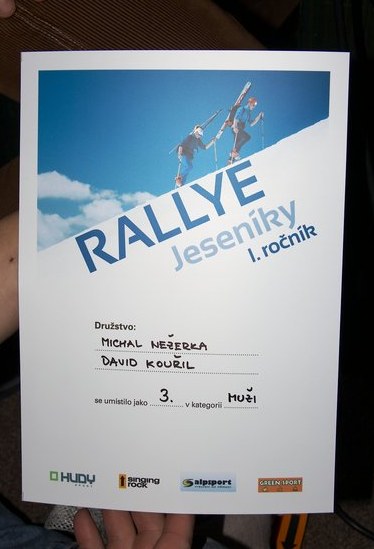 RALLYE
Jeseníky
I. ročník
Družstvo:
MICHAL NEŽERKA
DAVID KOUŘIL
se umístilo jako 3. v kategorii MUŽI
HUDY SPORT
singing rock
alpsport
GREEN SPORT